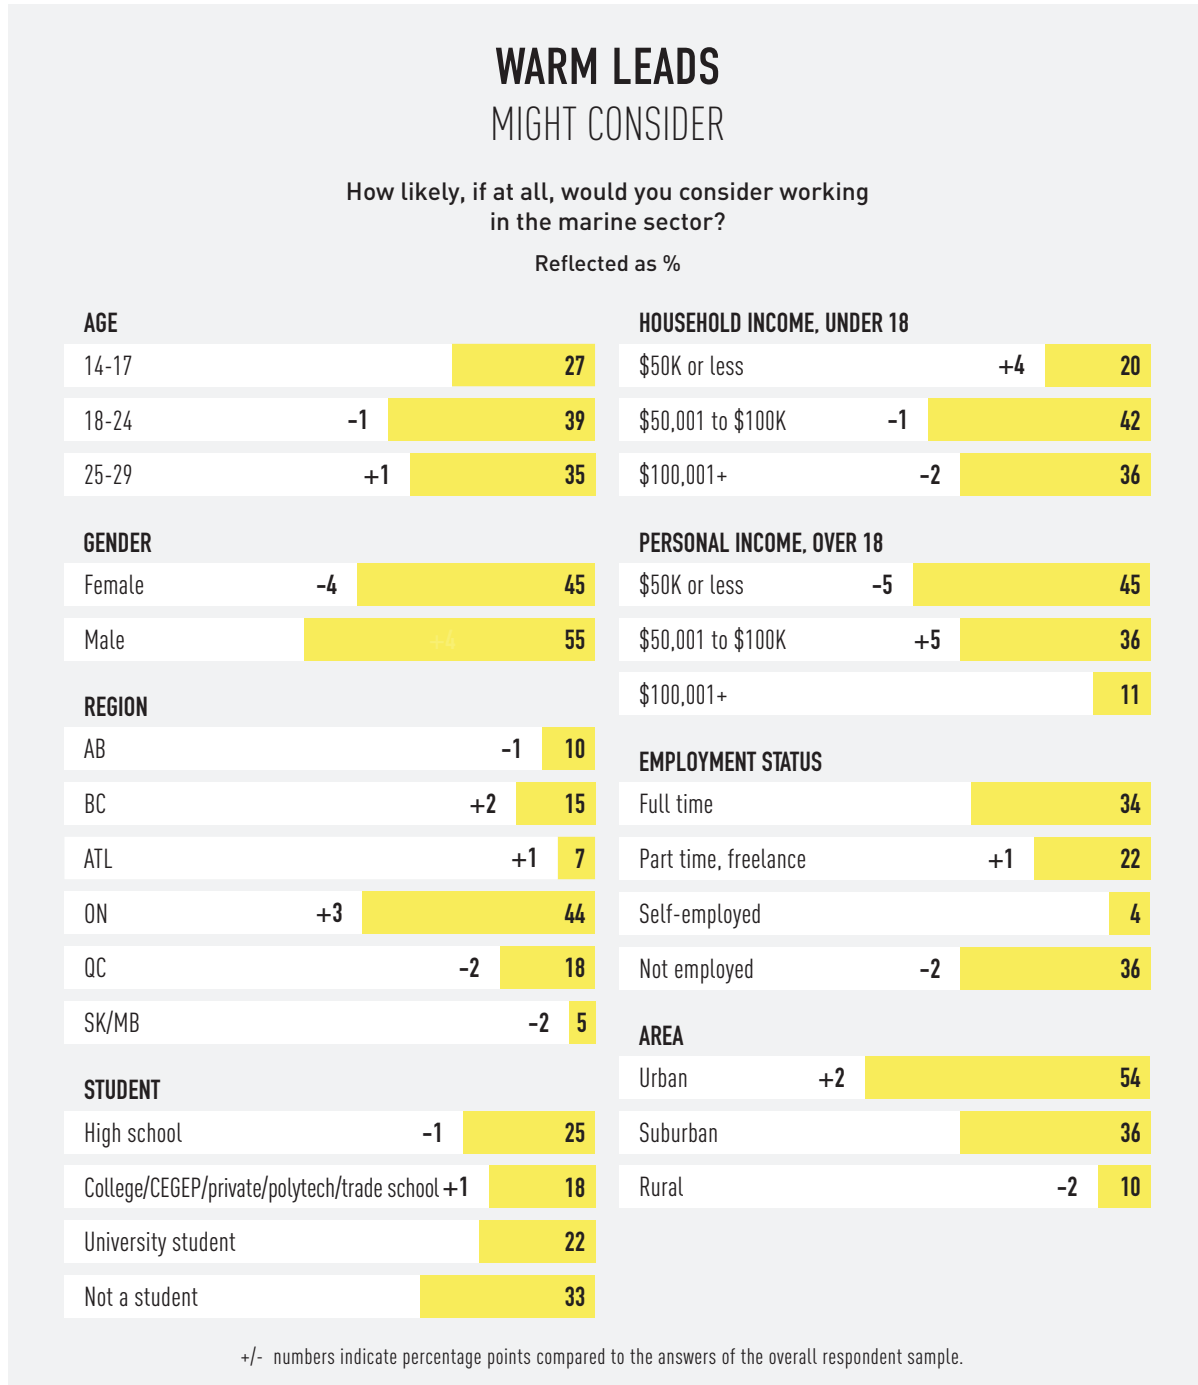 WARM LEADS
MIGHT CONSIDER
How likely, if at all, would you consider working
in the marine sector?
Reflected as %
AGE
14-17 27
18-24 -1 39
25-29 +1 35
GENDER
Female -4 45
Male +4 55
REGION
AB -1 10
BC +2 15
ATL +1 7
ON +3 44
QC -2 18
SK/MB -2 5
STUDENT
High school -1 25
College/CEGEP/private/polytech/trade school +1 18
University student 22
Not a student 33
HOUSEHOLD INCOME, UNDER 18
$50K or less +4 20
$50,001 to $100K -1 42
$100,001+ -2 36
PERSONAL INCOME, OVER 18
$50K or less -5 45
$50,001 to $100K +5 36
$100,001+ 11
EMPLOYMENT STATUS
Full time 34
Part time, freelance +1 22
Self-employed 4
Not employed -2 36
AREA
Urban +2 54
Suburban 36
Rural -2 10
+/- numbers indicate percentage points compared to the answers of the overall respondent sample.